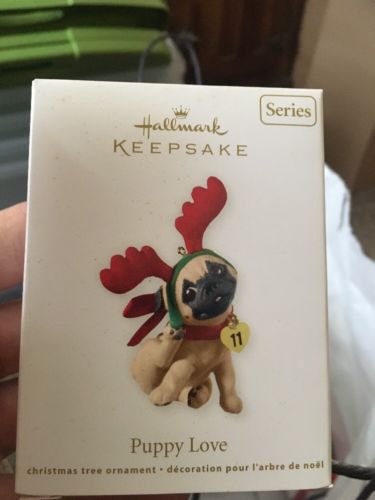 Series
Hallmark
KEEPSAKE
11
Puppy Love
christmas tree ornament • décoration pour l'arbre de noël